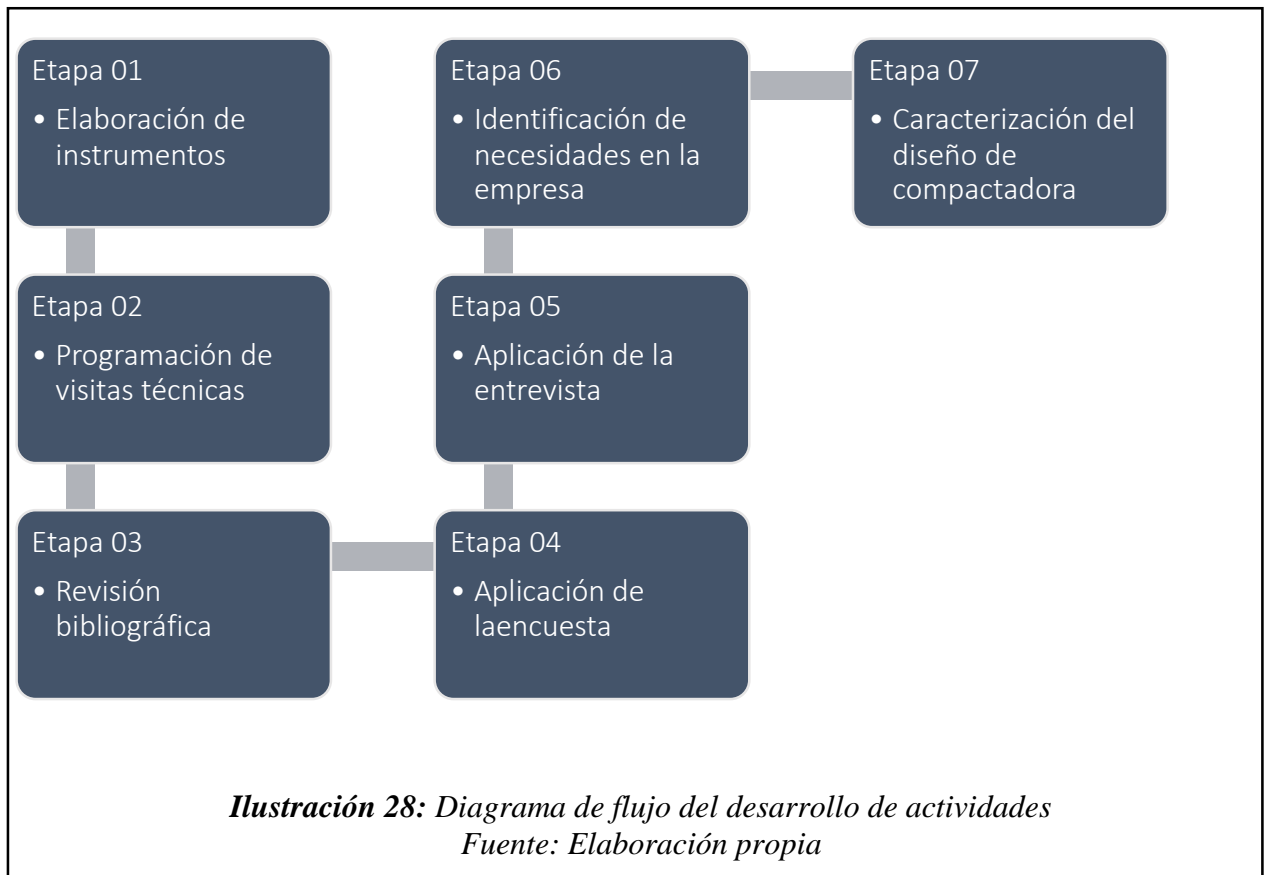 Etapa 01
• Elaboración de
instrumentos
Etapa 02
• Programación de
visitas técnicas
Etapa 03
• Revisión
bibliográfica
Etapa 04
• Aplicación de
laencuesta
Etapa 05
• Aplicación de la
entrevista
Etapa 06
• Identificación de
necesidades en la
empresa
Etapa 07
• Caracterización del
diseño de
compactadora
Ilustración 28: Diagrama de flujo del desarrollo de actividades
Fuente: Elaboración propia